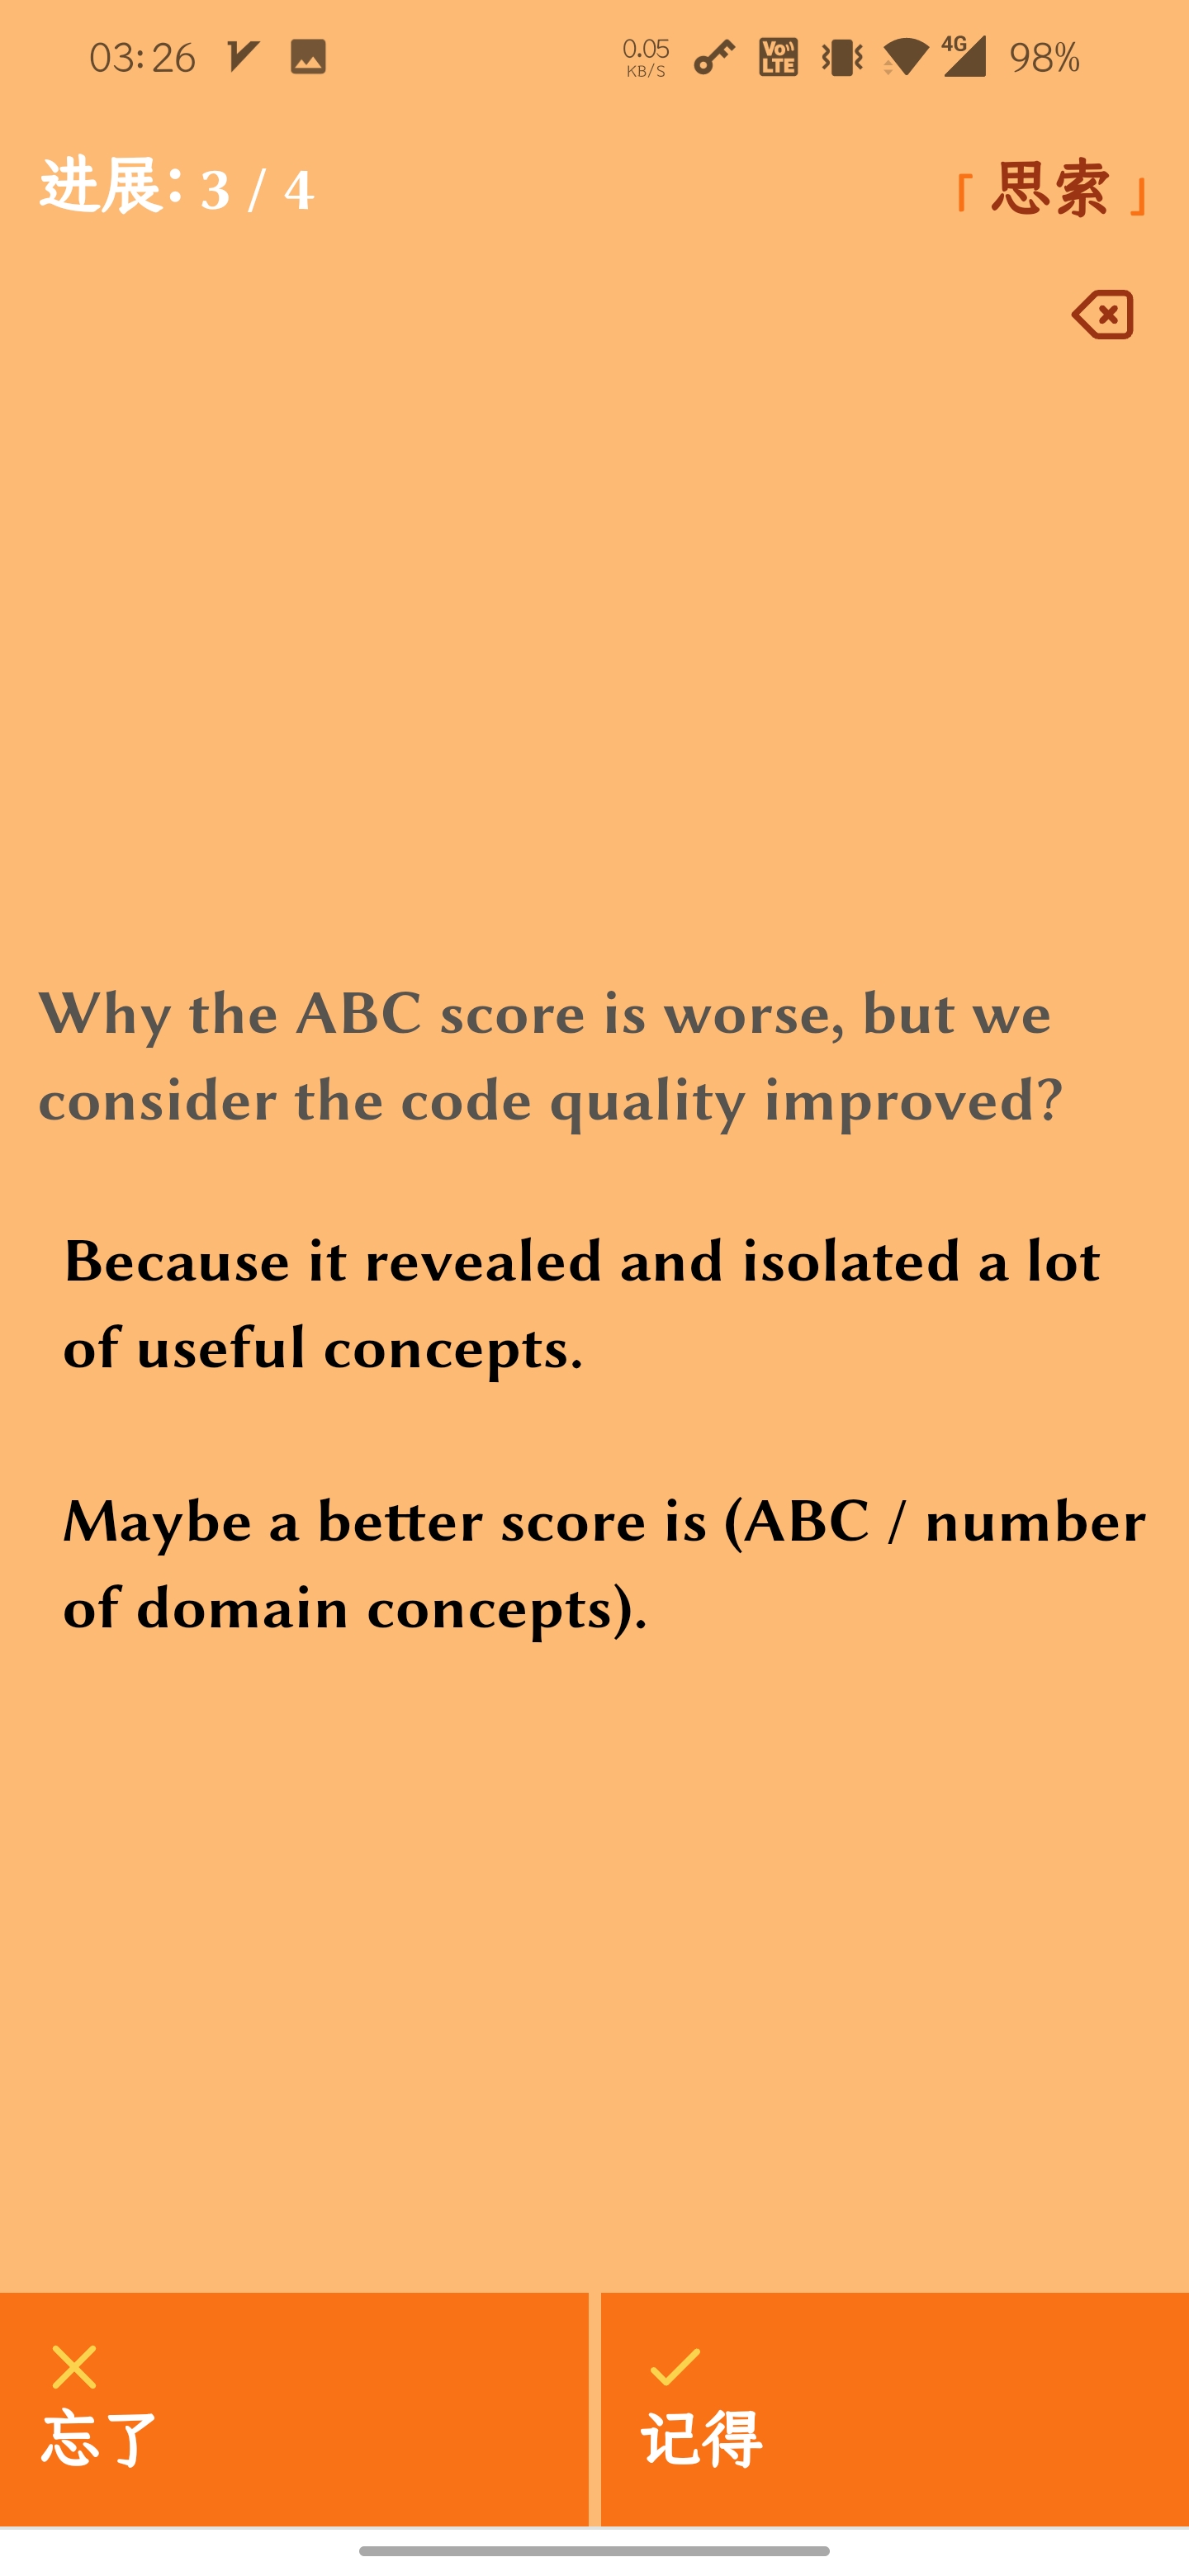 03:26 0.05 KB/S VoLTE 4G 98%
进展: 3 / 4 「思索」
Why the ABC score is worse, but we
consider the code quality improved?
Because it revealed and isolated a lot
of useful concepts.
Maybe a better score is (ABC / number
of domain concepts).
忘了
记得